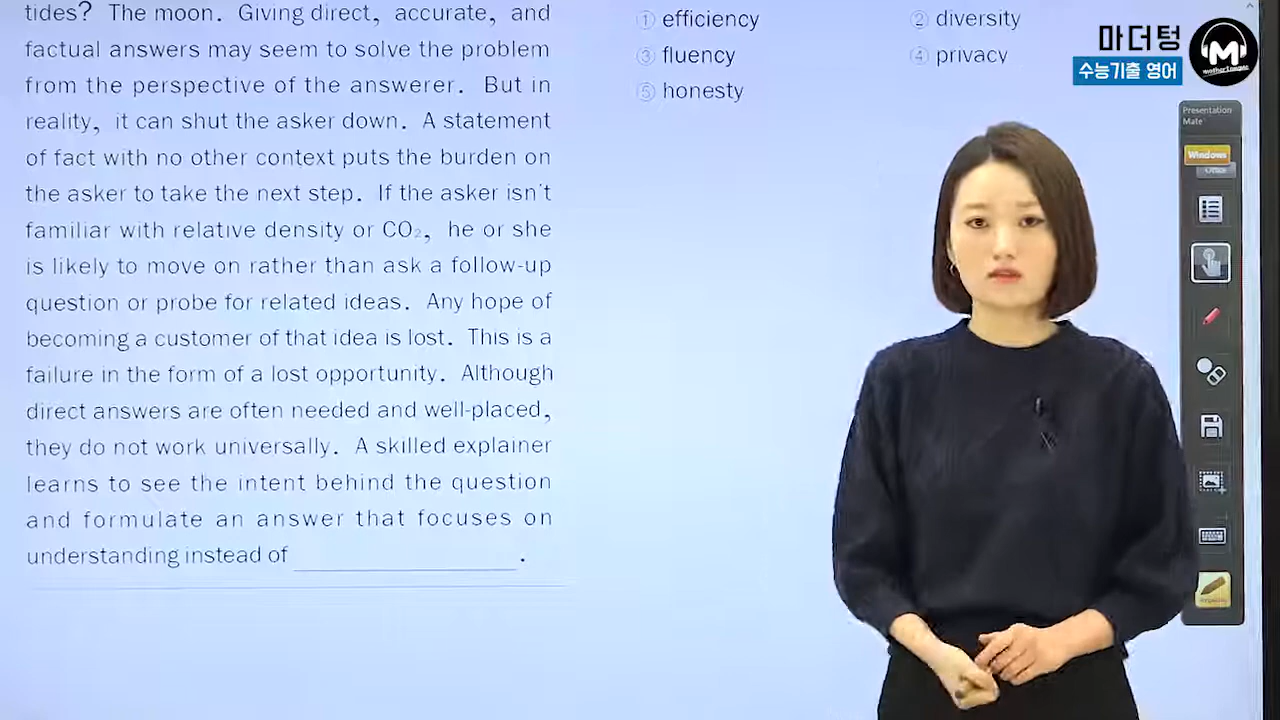 tides? The moon. Giving direct, accurate, and
factual answers may seem to solve the problem
from the perspective of the answerer. But in
reality, it can shut the asker down. A statement
of fact with no other context puts the burden on
the asker to take the next step. If the asker isn't
familiar with relative density or CO₂, he or she
is likely to move on rather than ask a follow-up
question or probe for related ideas. Any hope of
becoming a customer of that idea is lost. This is a
failure in the form of a lost opportunity. Although
direct answers are often needed and well-placed,
they do not work universally. A skilled explainer
learns to see the intent behind the question
and formulate an answer that focuses on
understanding instead of ____________.
① efficiency
② diversity
③ fluency
④ privacy
⑤ honesty
마더텅
수능기출 영어
M
Presentation
Mate
Windows
Office